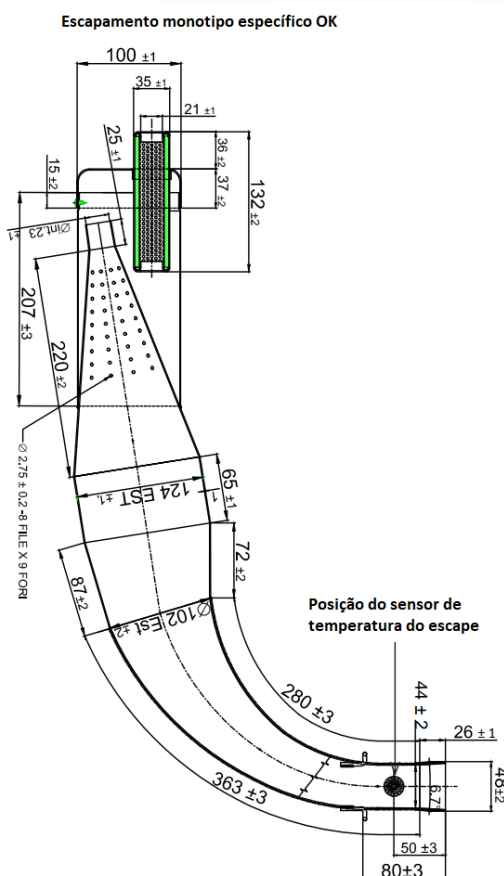 Escapamento monotipo específico OK
100 ±1
35 ±1
21 ±1
25 ±1
36 ±2
15 ±2
37 ±2
132 ±2
Øint.23 ±1
207 ±3
220 ±2
Ø 2,75 ± 0,2 -8 FILE X 9 FORI
65 ±1
124 EST ±1,
1
72 ±2
87 ±2
Ø102 Est ±2
Posição do sensor de
temperatura do escape
280 ±3
44 ± 2
26 ± 1
363 ±3
6.7°
48 ±2
50 ±3
80±3